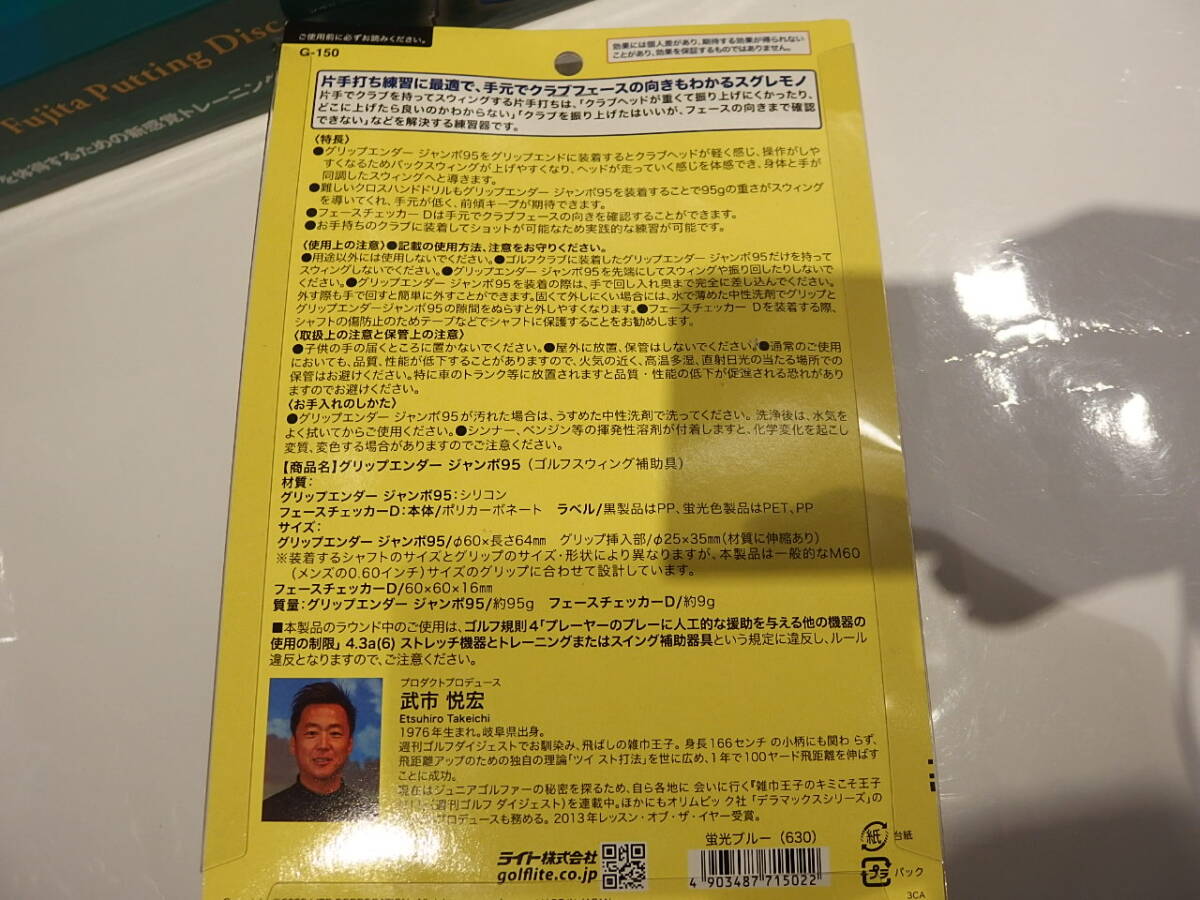 Fujita Putting Disc
するための新感覚トレーニング
ご使用前に必ずお読みください。
G-150
効果には個人差があり、期待する効果が得られない
ことがあり、効果を保証するものではありません。
片手打ち練習に最適で、手元でクラブフェースの向きもわかるスグレモノ
片手でクラブを持ってスウィングする片手打ちは、「クラブヘッドが重くて振り上げにくかったり、
どこに上げたら良いのかわからない」「クラブを振り上げたはいいが、フェースの向きまで確認
できない」などを解決する練習器です。
〈特長〉
●グリップエンダー ジャンボ95をグリップエンドに装着するとクラブヘッドが軽く感じ、操作がしや
すくなるためバックスウィングが上げやすくなり、ヘッドが走っていく感じを体感でき、身体と手が
同調したスウィングへと導きます。
●難しいクロスハンドドリルもグリップエンダー ジャンボ95を装着することで95gの重さがスウィング
を導いてくれ、手元が低く、前傾キープが期待できます。
●フェースチェッカー Dは手元でクラブフェースの向きを確認することができます。
●お手持ちのクラブに装着してショットが可能なため実践的な練習が可能です。
〈使用上の注意〉●記載の使用方法、注意をお守りください。
●用途以外には使用しないでください。●ゴルフクラブに装着したグリップエンダー ジャンボ95だけを持って
スウィングしないでください。●グリップエンダー ジャンボ95を先端にしてスウィングや振り回したりしないで
ください。●グリップエンダー ジャンボ95を装着の際は、手で回し入れ奥まで完全に差し込んでください。
外す際も手で回すと簡単に外すことができます。固くて外しにくい場合には、水で薄めた中性洗剤でグリップと
グリップエンダージャンボ95の隙間をぬらすと外しやすくなります。●フェースチェッカー Dを装着する際、
シャフトの傷防止のためテープなどでシャフトに保護することをお勧めします。
〈取扱上の注意と保管上の注意〉
●子供の手の届くところに置かないでください。●屋外に放置、保管はしないでください。●通常のご使用
においても、品質、性能が低下することがありますので、火気の近く、高温多湿、直射日光の当たる場所での
保管はお避けください。特に車のトランク等に放置されますと品質・性能の低下が促進される恐れがあり
ますのでお避けください。
〈お手入れのしかた〉
●グリップエンダー ジャンボ95が汚れた場合は、うすめた中性洗剤で洗ってください。洗浄後は、水気を
よく拭いてからご使用ください。●シンナー、ベンジン等の揮発性溶剤が付着しますと、化学変化を起こし
変質、変色する場合がありますのでご注意ください。
【商品名】グリップエンダー ジャンボ95（ゴルフスウィング補助具）
材質：
グリップエンダー ジャンボ95：シリコン
フェースチェッカーD：本体/ポリカーボネート ラベル/黒製品はPP、蛍光色製品はPET、PP
サイズ：
グリップエンダー ジャンボ95/φ60×長さ64mm グリップ挿入部/φ25×35mm（材質に伸縮あり）
※装着するシャフトのサイズとグリップのサイズ・形状により異なりますが、本製品は一般的なM60
（メンズの0.60インチ）サイズのグリップに合わせて設計しています。
フェースチェッカーD/60×60×16mm
質量：グリップエンダー ジャンボ95/約95g フェースチェッカーD/約9g
■本製品のラウンド中のご使用は、ゴルフ規則4「プレーヤーのプレーに人工的な援助を与える他の機器の
使用の制限」 4.3a(6) ストレッチ機器とトレーニングまたはスイング補助器具という規定に違反し、ルール
違反となりますので、ご注意ください。
プロダクトプロデュース
武市 悦宏
Etsuhiro Takeichi
1976年生まれ。岐阜県出身。
週刊ゴルフダイジェストでお馴染み、飛ばしの雑巾王子。身長166センチ の小柄にも関わ らず、
飛距離アップのための独自の理論「ツイ スト打法」を世に広め、1年で100ヤード飛距離を伸ばす
ことに成功。
現在はジュニアゴルファーの秘密を探るため、自ら各地に 会いに行く『雑巾王子のキミこそ王子
（週刊ゴルフ ダイジェスト）を連載中。ほかにもオリムピッ ク社 「デラマックスシリーズ」の
プロデュースも務める。2013年レッスン・オブ・ザ・イヤー受賞。
蛍光ブルー（630）
ライト株式会社
golflite.co.jp
4 903487 715022
紙 台紙
プラ パック
3CA